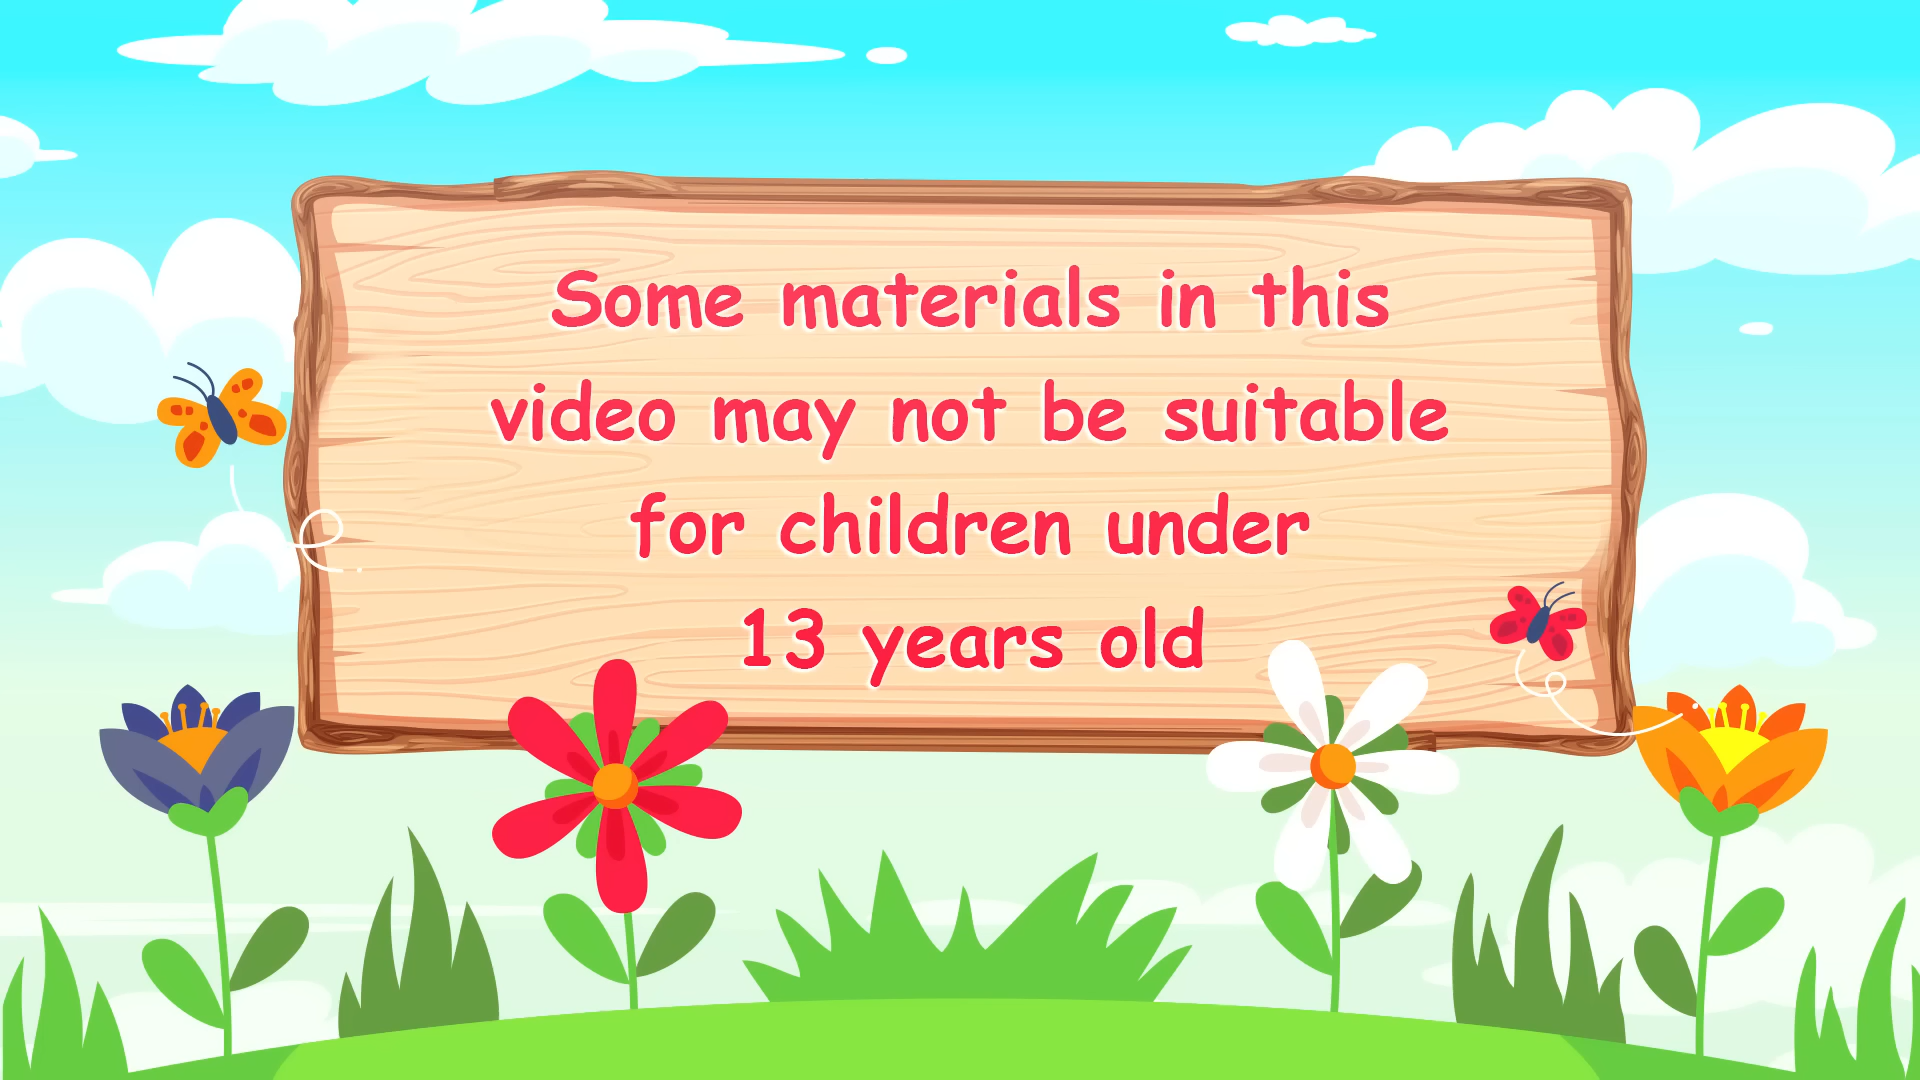 Some materials in this
video may not be suitable
for children under
13 years old